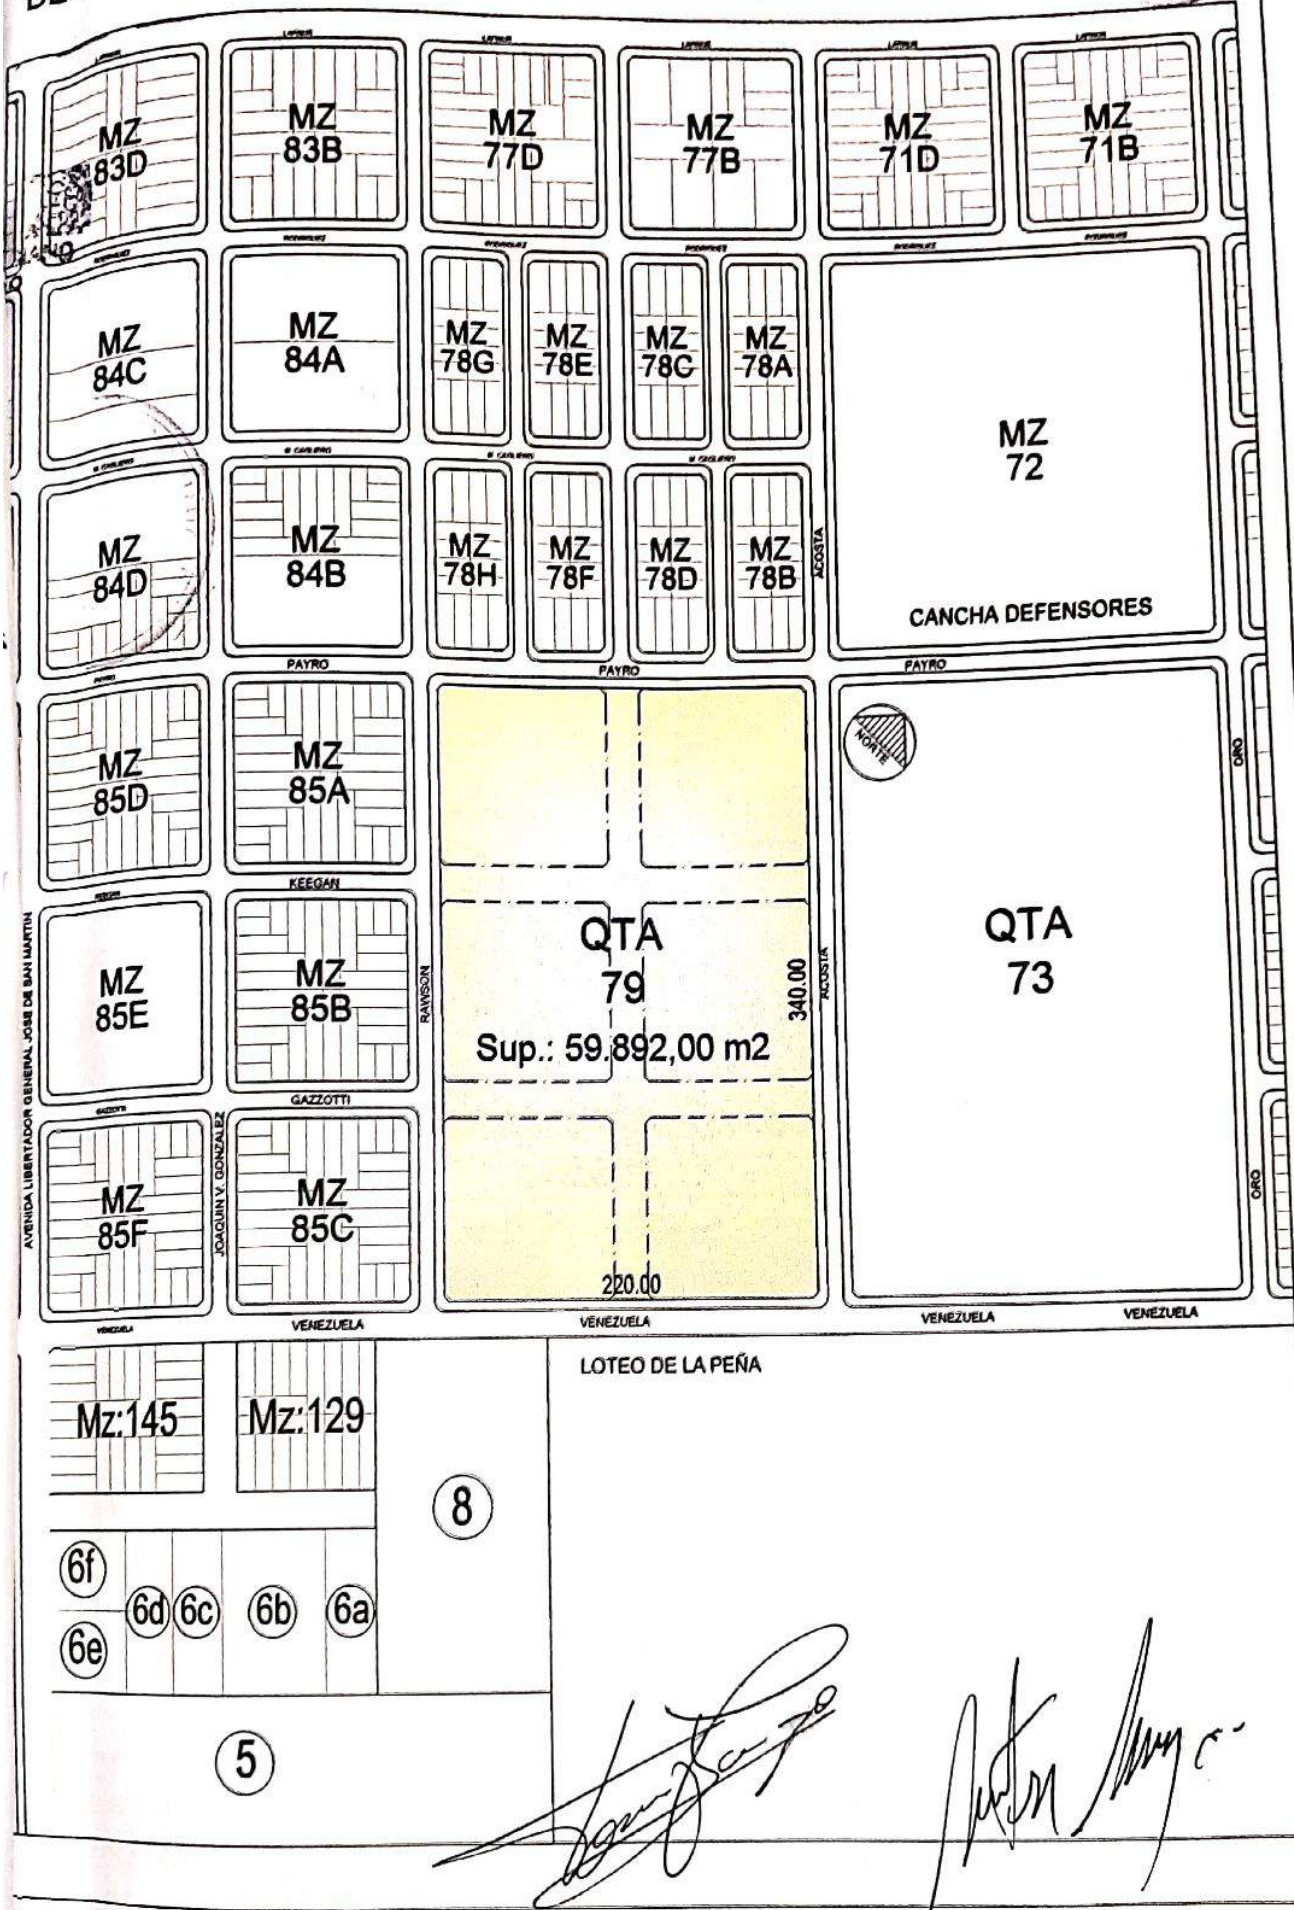 MZ
83D
MZ
83B
MZ
77D
MZ
77B
MZ
71D
MZ
71B
MZ
84C
MZ
84A
MZ
78G
MZ
78E
MZ
78C
MZ
78A
MZ
72
CANCHA DEFENSORES
MZ
84D
MZ
84B
MZ
78H
MZ
78F
MZ
78D
MZ
78B
ACOSTA
PAYRO
PAYRO
PAYRO
PAYRO
MZ
85D
MZ
85A
NORTE
ORO
KEEGAN
KEEGAN
MZ
85E
MZ
85B
RAWSON
QTA
79
Sup.: 59.892,00 m2
340.00
ACOSTA
QTA
73
AVENIDA LIBERTADOR GENERAL JOSE DE SAN MARTIN
GAZZOTTI
GAZZOTTI
JOAQUIN V. GONZALEZ
MZ
85F
MZ
85C
220.00
ORO
VENEZUELA
VENEZUELA
VENEZUELA
VENEZUELA
VENEZUELA
LOTEO DE LA PEÑA
Mz:145
Mz:129
8
6f
6e
6d
6c
6b
6a
5